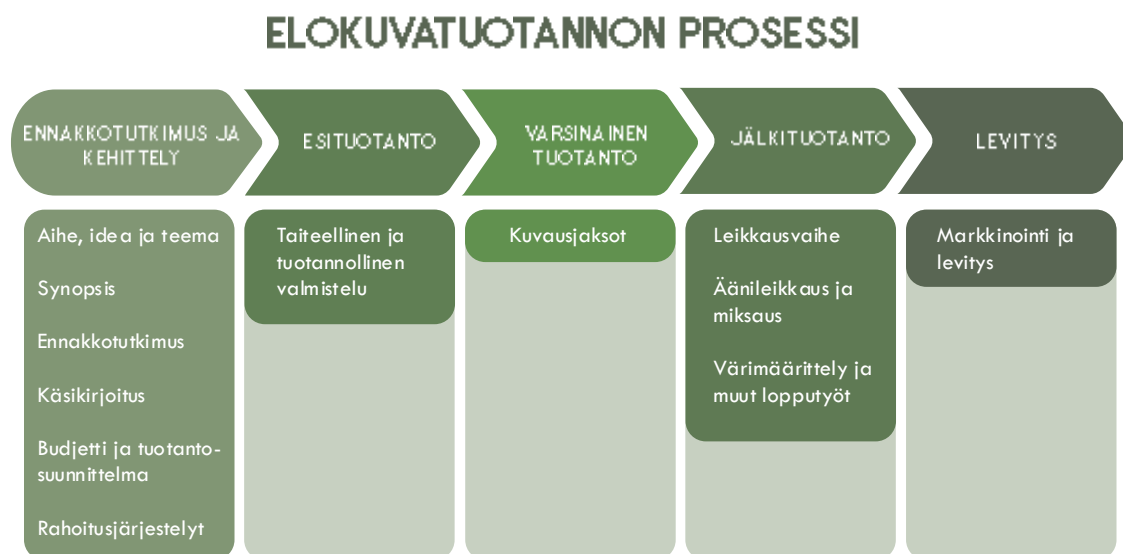 ELOKUVATUOTANNON PROSESSI
ENNAKKOTUTKIMUS JA
KEHITTELY
ESITUOTANTO
VARSINAINEN
TUOTANTO
JÄLKITUOTANTO
LEVITYS
Aihe, idea ja teema
Synopsis
Ennakkotutkimus
Käsikirjoitus
Budjetti ja tuotanto-
suunnittelma
Rahoitusjärjestelyt
Taiteellinen ja
tuotannollinen
valmistelu
Kuvausjaksot
Leikkausvaihe
Äänileikkaus ja
miksaus
Värimäärittely ja
muut lopputyöt
Markkinointi ja
levitys